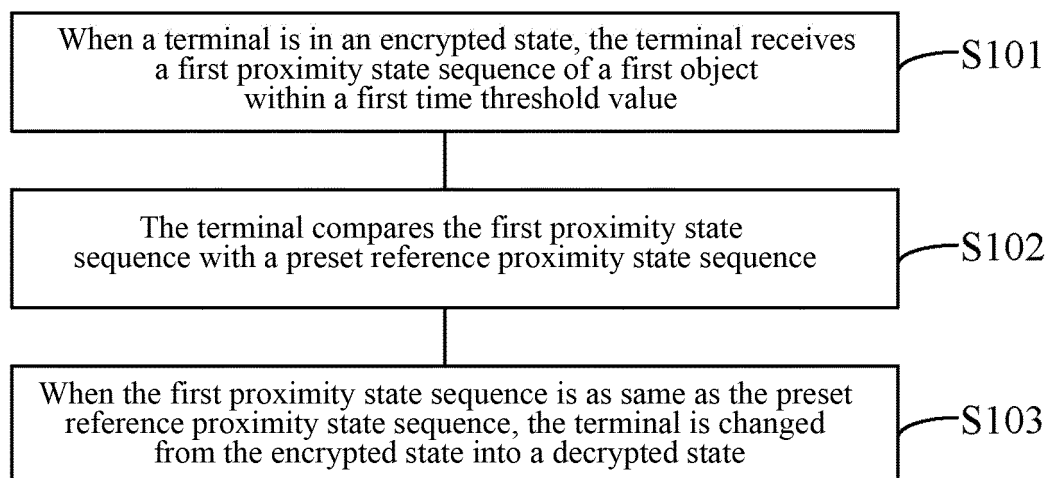 When a terminal is in an encrypted state, the terminal receives
a first proximity state sequence of a first object
within a first time threshold value
S101
The terminal compares the first proximity state
sequence with a preset reference proximity state sequence
S102
When the first proximity state sequence is as same as the preset
reference proximity state sequence, the terminal is changed
from the encrypted state into a decrypted state
S103